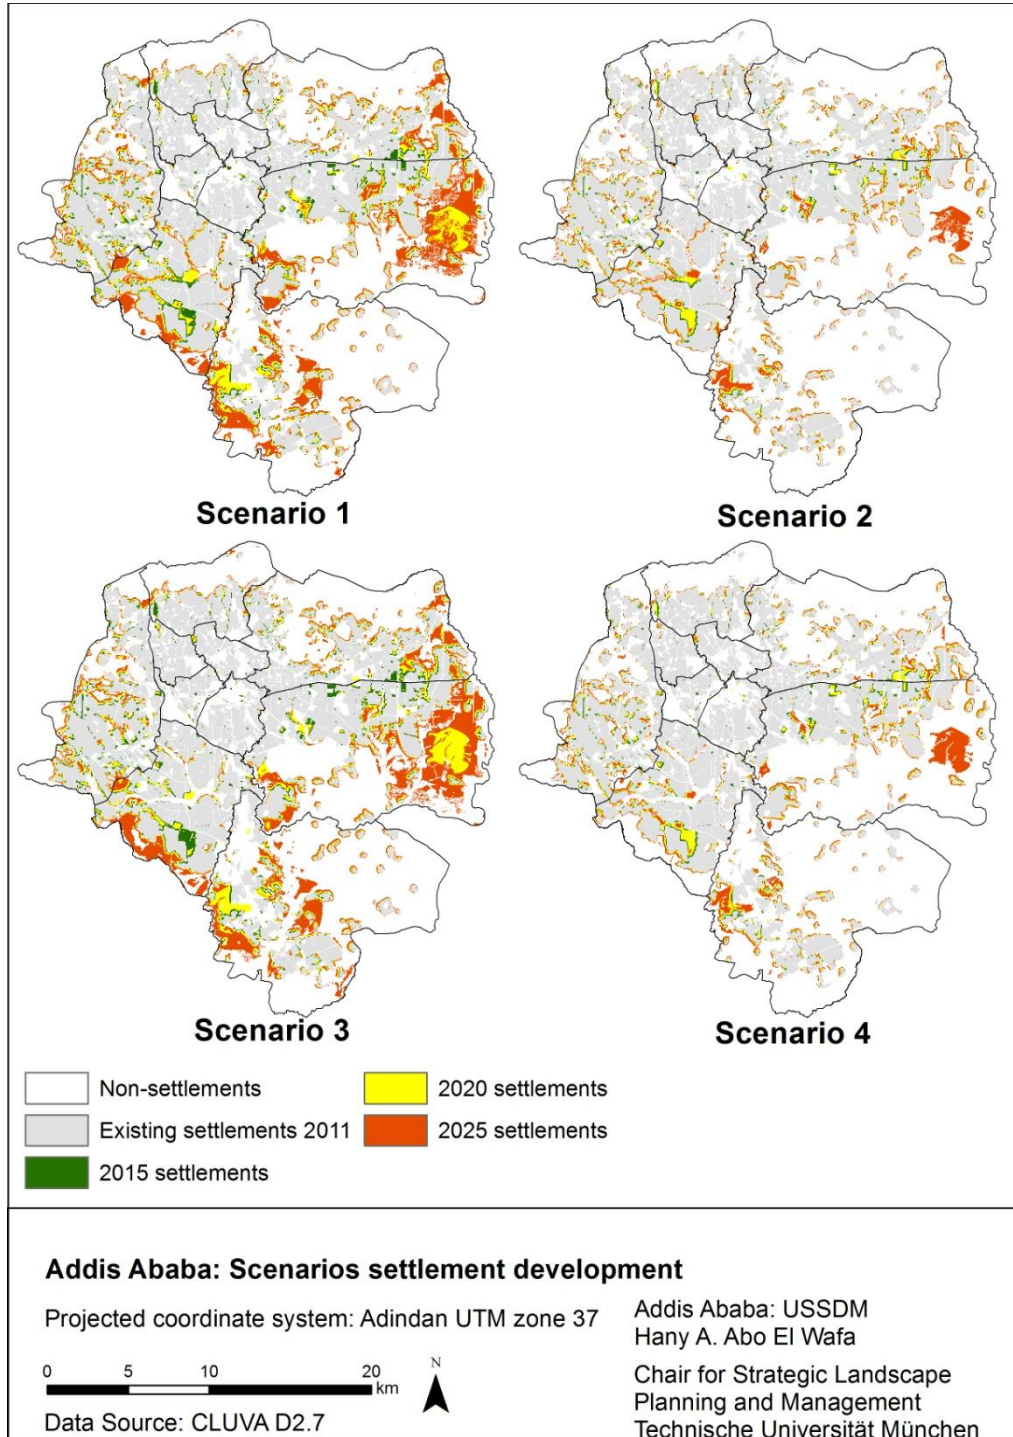 Scenario 1
Scenario 2
Scenario 3
Scenario 4
Non-settlements
Existing settlements 2011
2015 settlements
2020 settlements
2025 settlements
Addis Ababa: Scenarios settlement development
Projected coordinate system: Adindan UTM zone 37
0 5 10 20
km
N
Data Source: CLUVA D2.7
Addis Ababa: USSDM
Hany A. Abo El Wafa
Chair for Strategic Landscape
Planning and Management
Technische Universität München